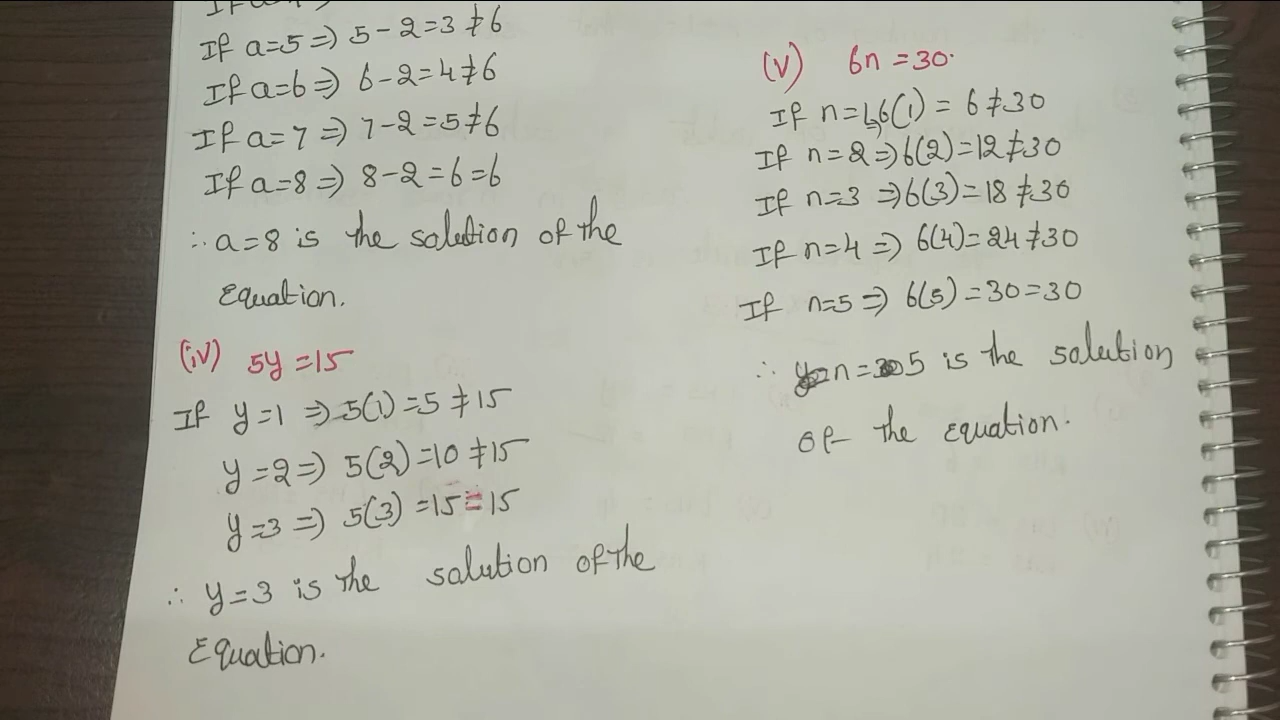 If a=5 ⇒ 5-2=3≠6
If a=6 ⇒ 6-2=4≠6
If a=7 ⇒ 7-2=5≠6
If a=8 ⇒ 8-2=6=6
∴ a=8 is the solution of the
Equation.
(iv) 5y=15
If y=1 ⇒ 5(1)=5≠15
y=2 ⇒ 5(2)=10≠15
y=3 ⇒ 5(3)=15=15
∴ y=3 is the solution of the
Equation.
(v) 6n=30.
If n=1, 6(1)=6≠30
If n=2 ⇒ 6(2)=12≠30
If n=3 ⇒ 6(3)=18≠30
If n=4 ⇒ 6(4)=24≠30
If n=5 ⇒ 6(5)=30=30
∴ n=5 is the solution
of the equation.